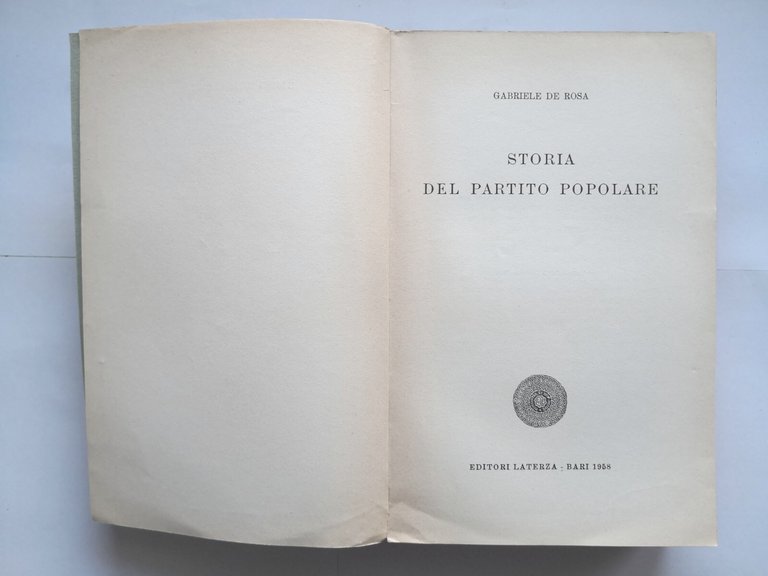 GABRIELE DE ROSA
STORIA
DEL PARTITO POPOLARE
EDITORI LATERZA - BARI 1958